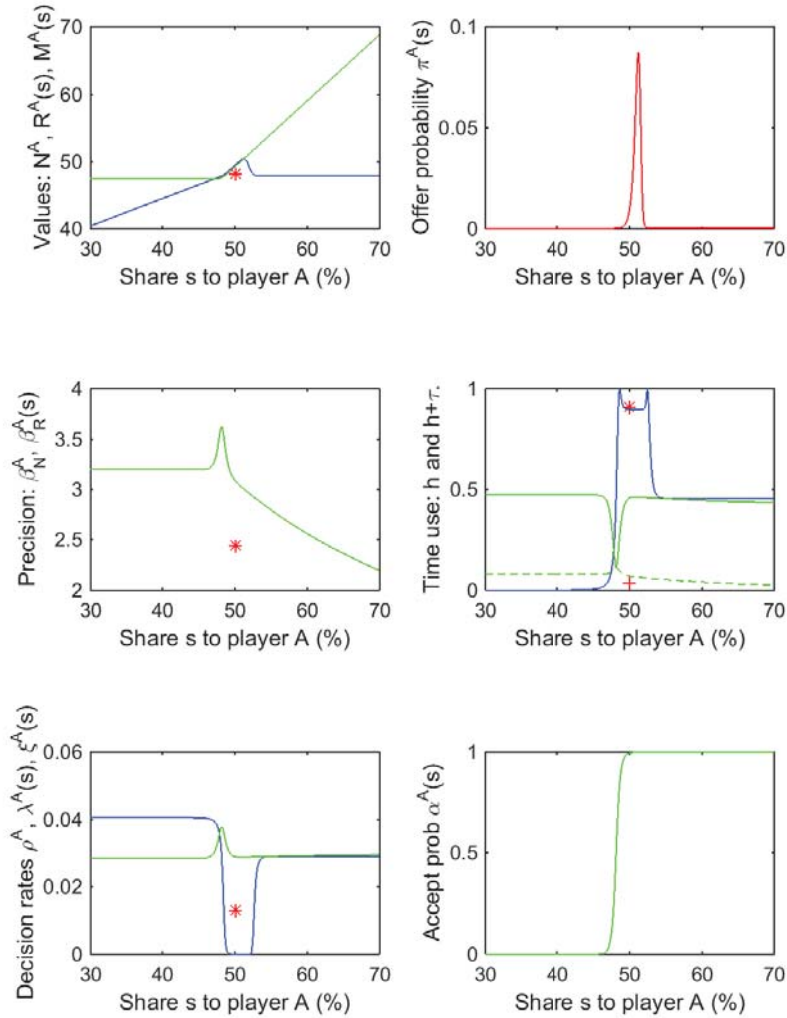 Values: N^A, R^A(s), M^A(s)
70
60
50
40
30 40 50 60 70
Share s to player A (%)
Offer probability π^A(s)
0.1
0.05
0
30 40 50 60 70
Share s to player A (%)
Precision: β_N^A, β_R^A(s)
4
3.5
3
2.5
2
30 40 50 60 70
Share s to player A (%)
Time use: h and h+τ.
1
0.5
0
30 40 50 60 70
Share s to player A (%)
Decision rates ρ^A, λ^A(s), ξ^A(s)
0.06
0.04
0.02
0
30 40 50 60 70
Share s to player A (%)
Accept prob α^A(s)
1
0.5
0
30 40 50 60 70
Share s to player A (%)